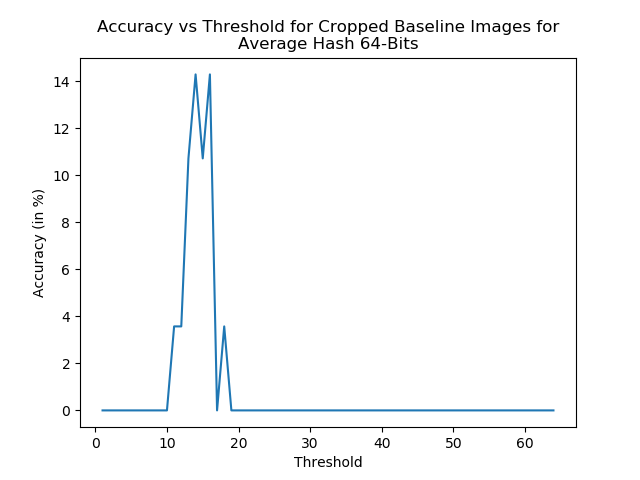 Accuracy vs Threshold for Cropped Baseline Images for
Average Hash 64-Bits
14
12
10
8
6
4
2
0
Accuracy (in %)
0 10 20 30 40 50 60
Threshold